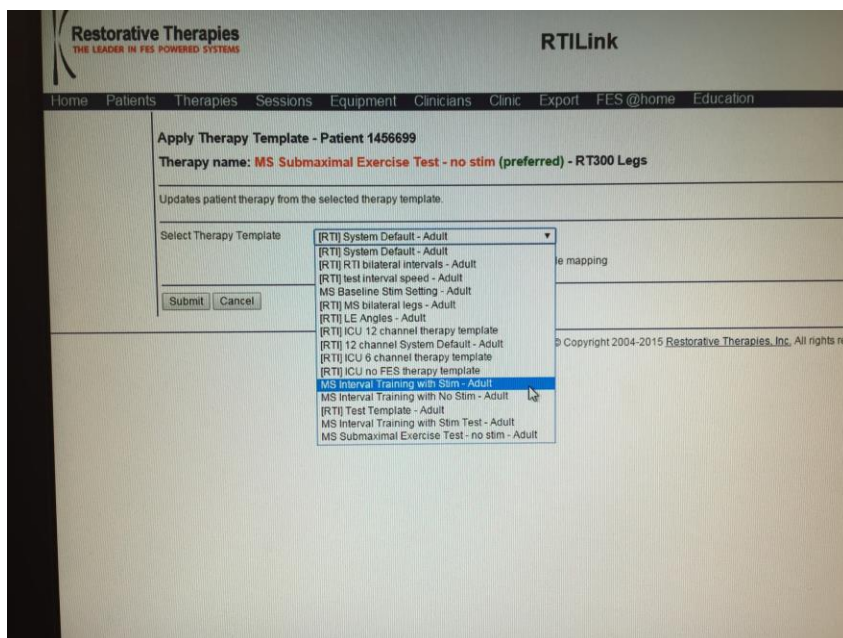 Restorative Therapies
THE LEADER IN FES POWERED SYSTEMS
RTILink
Home Patients Therapies Sessions Equipment Clinicians Clinic Export FES @home Education
Apply Therapy Template - Patient 1456699
Therapy name: MS Submaximal Exercise Test - no stim (preferred) - RT300 Legs
Updates patient therapy from the selected therapy template.
Select Therapy Template
[RTI] System Default - Adult
[RTI] System Default - Adult
[RTI] RTI bilateral intervals - Adult
[RTI] test interval speed - Adult
MS Baseline Stim Setting - Adult
[RTI] MS bilateral legs - Adult
[RTI] LE Angles - Adult
[RTI] ICU 12 channel therapy template
[RTI] 12 channel System Default - Adult
[RTI] ICU 6 channel therapy template
[RTI] ICU no FES therapy template
MS Interval Training with Stim - Adult
MS Interval Training with No Stim - Adult
[RTI] Test Template - Adult
MS Interval Training with Stim Test - Adult
MS Submaximal Exercise Test - no stim - Adult
mapping
Submit Cancel
Copyright 2004-2015 Restorative Therapies, Inc. All rights